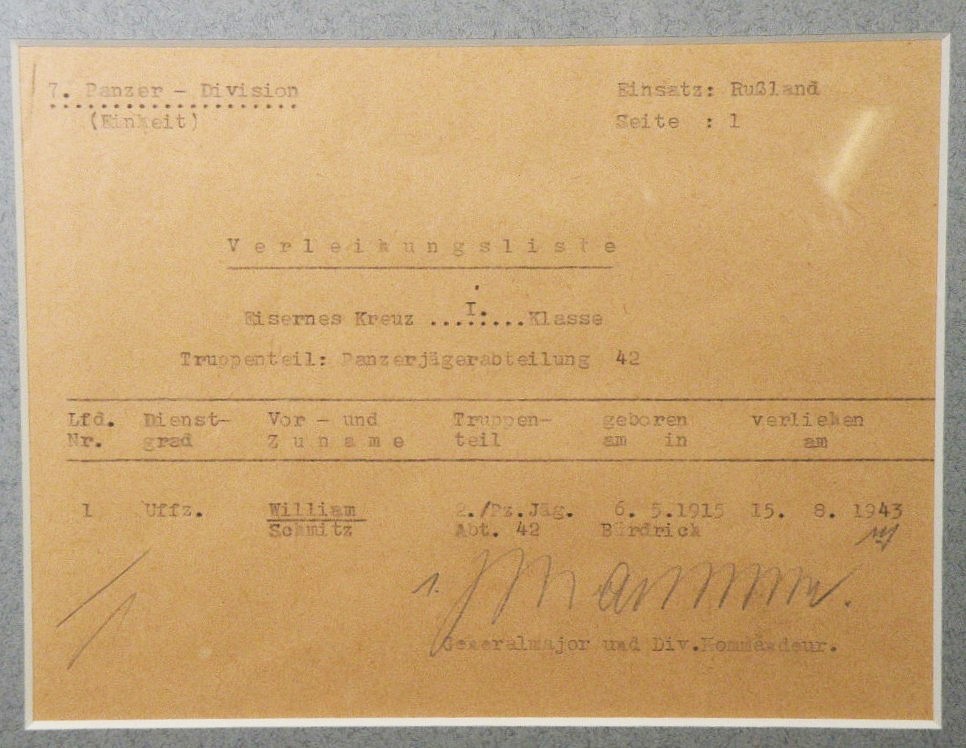 7. Panzer - Division
Einsatz: Rußland
(Einheit)
Seite : 1
Verleihungsliste
Eisernes Kreuz ...I....Klasse
Truppenteil: Panzerjägerabteilung 42
Lfd. Dienst- Vor - und Truppen- geboren verliehen
Nr. grad Zuname teil am in am
1 Uffz. William 2./Pz.Jäg. 6. 5.1915 15. 8. 1943
Schmitz Abt. 42 Bürdrich
Generalmajor und Div.Kommandeur.